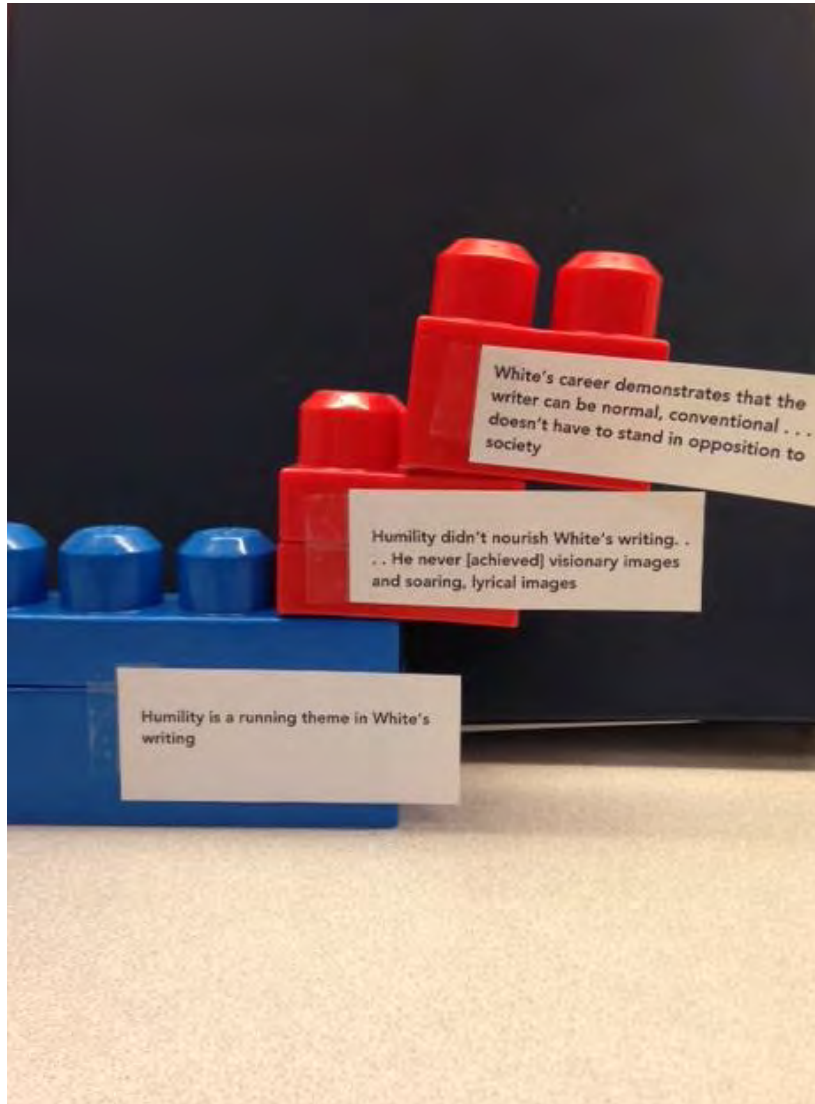 White's career demonstrates that the
writer can be normal, conventional . . .
doesn't have to stand in opposition to
society
Humility didn't nourish White's writing. .
. . He never [achieved] visionary images
and soaring, lyrical images
Humility is a running theme in White's
writing